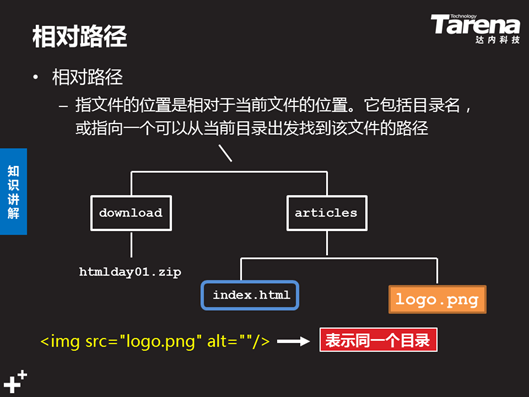 相对路径
Technology
Tarena
达内科技
• 相对路径
– 指文件的位置是相对于当前文件的位置。它包括目录名，
或指向一个可以从当前目录出发找到该文件的路径
知识讲解
download
articles
htmlday01.zip
index.html
logo.png
<img src="logo.png" alt=""/>
表示同一个目录